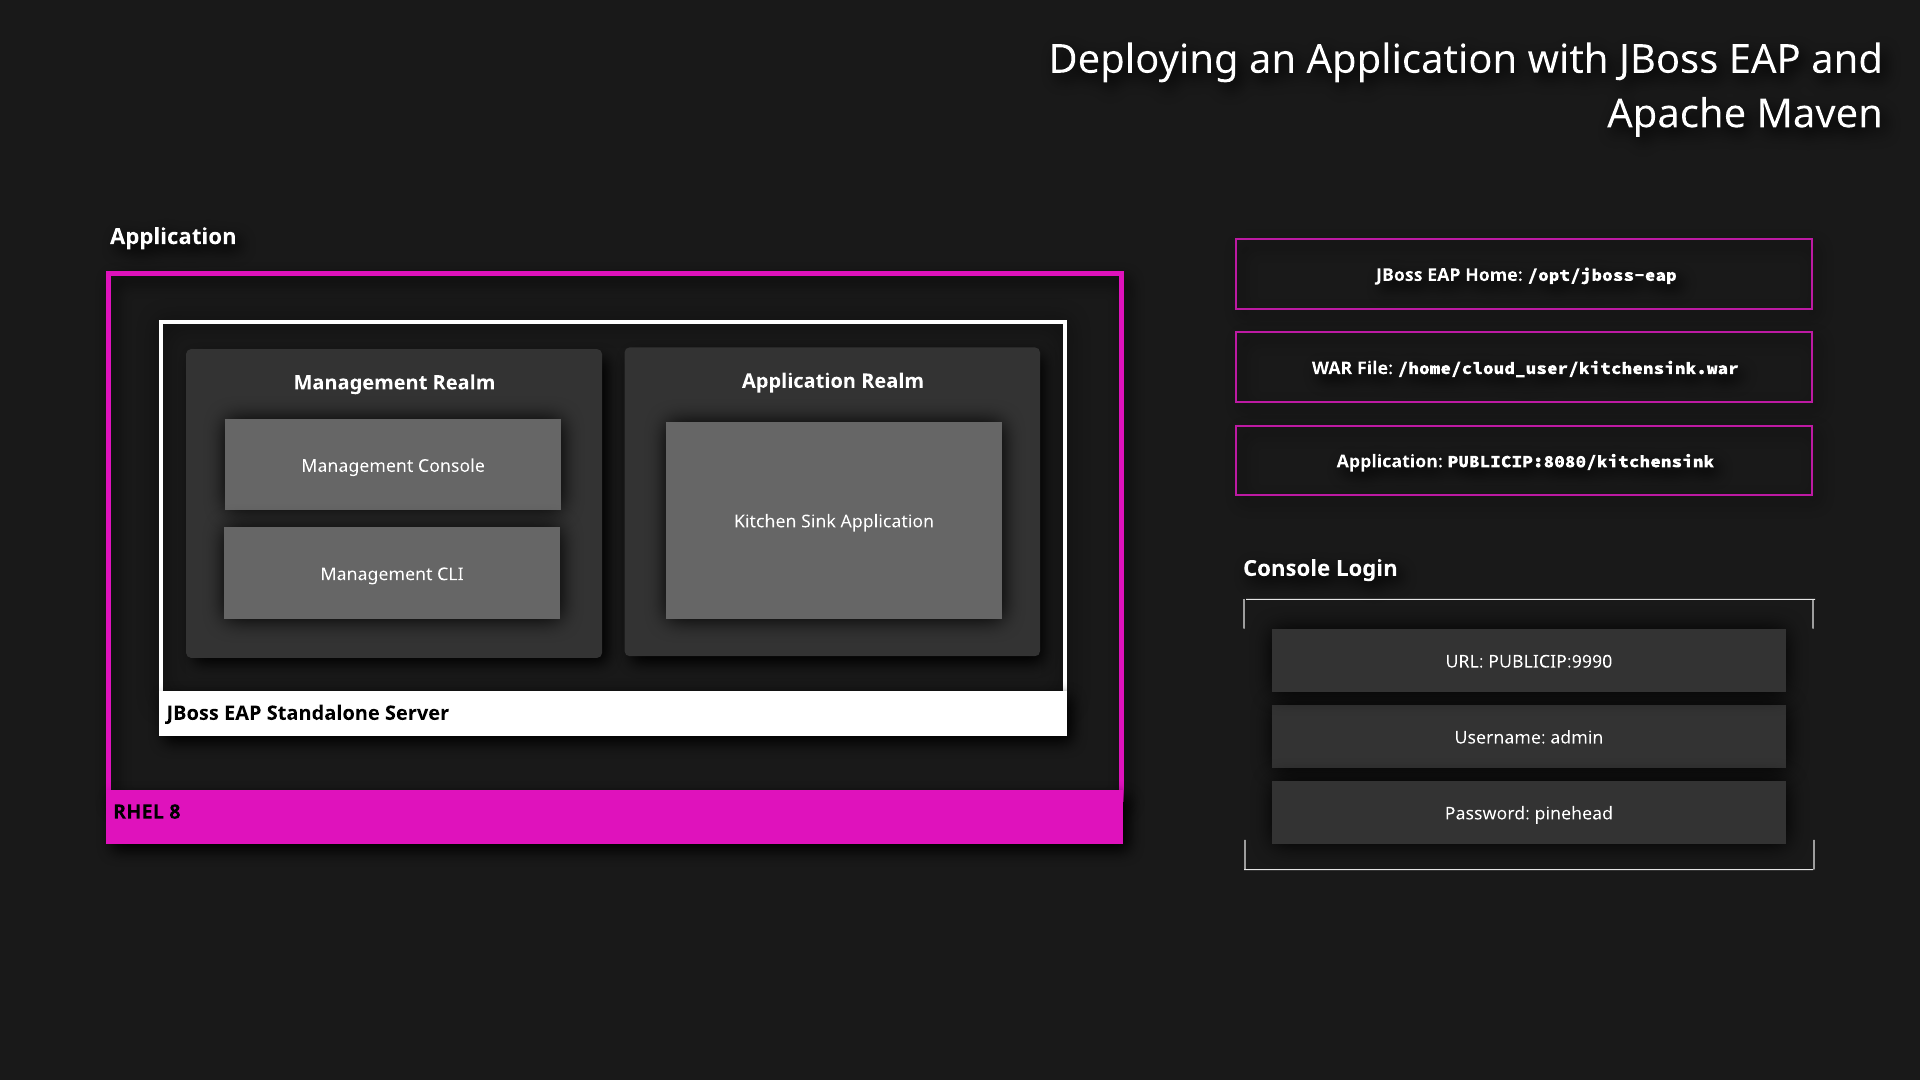 Deploying an Application with JBoss EAP and
Apache Maven
Application
Management Realm
Management Console
Management CLI
Application Realm
Kitchen Sink Application
JBoss EAP Standalone Server
RHEL 8
JBoss EAP Home: /opt/jboss-eap
WAR File: /home/cloud_user/kitchensink.war
Application: PUBLICIP:8080/kitchensink
Console Login
URL: PUBLICIP:9990
Username: admin
Password: pinehead